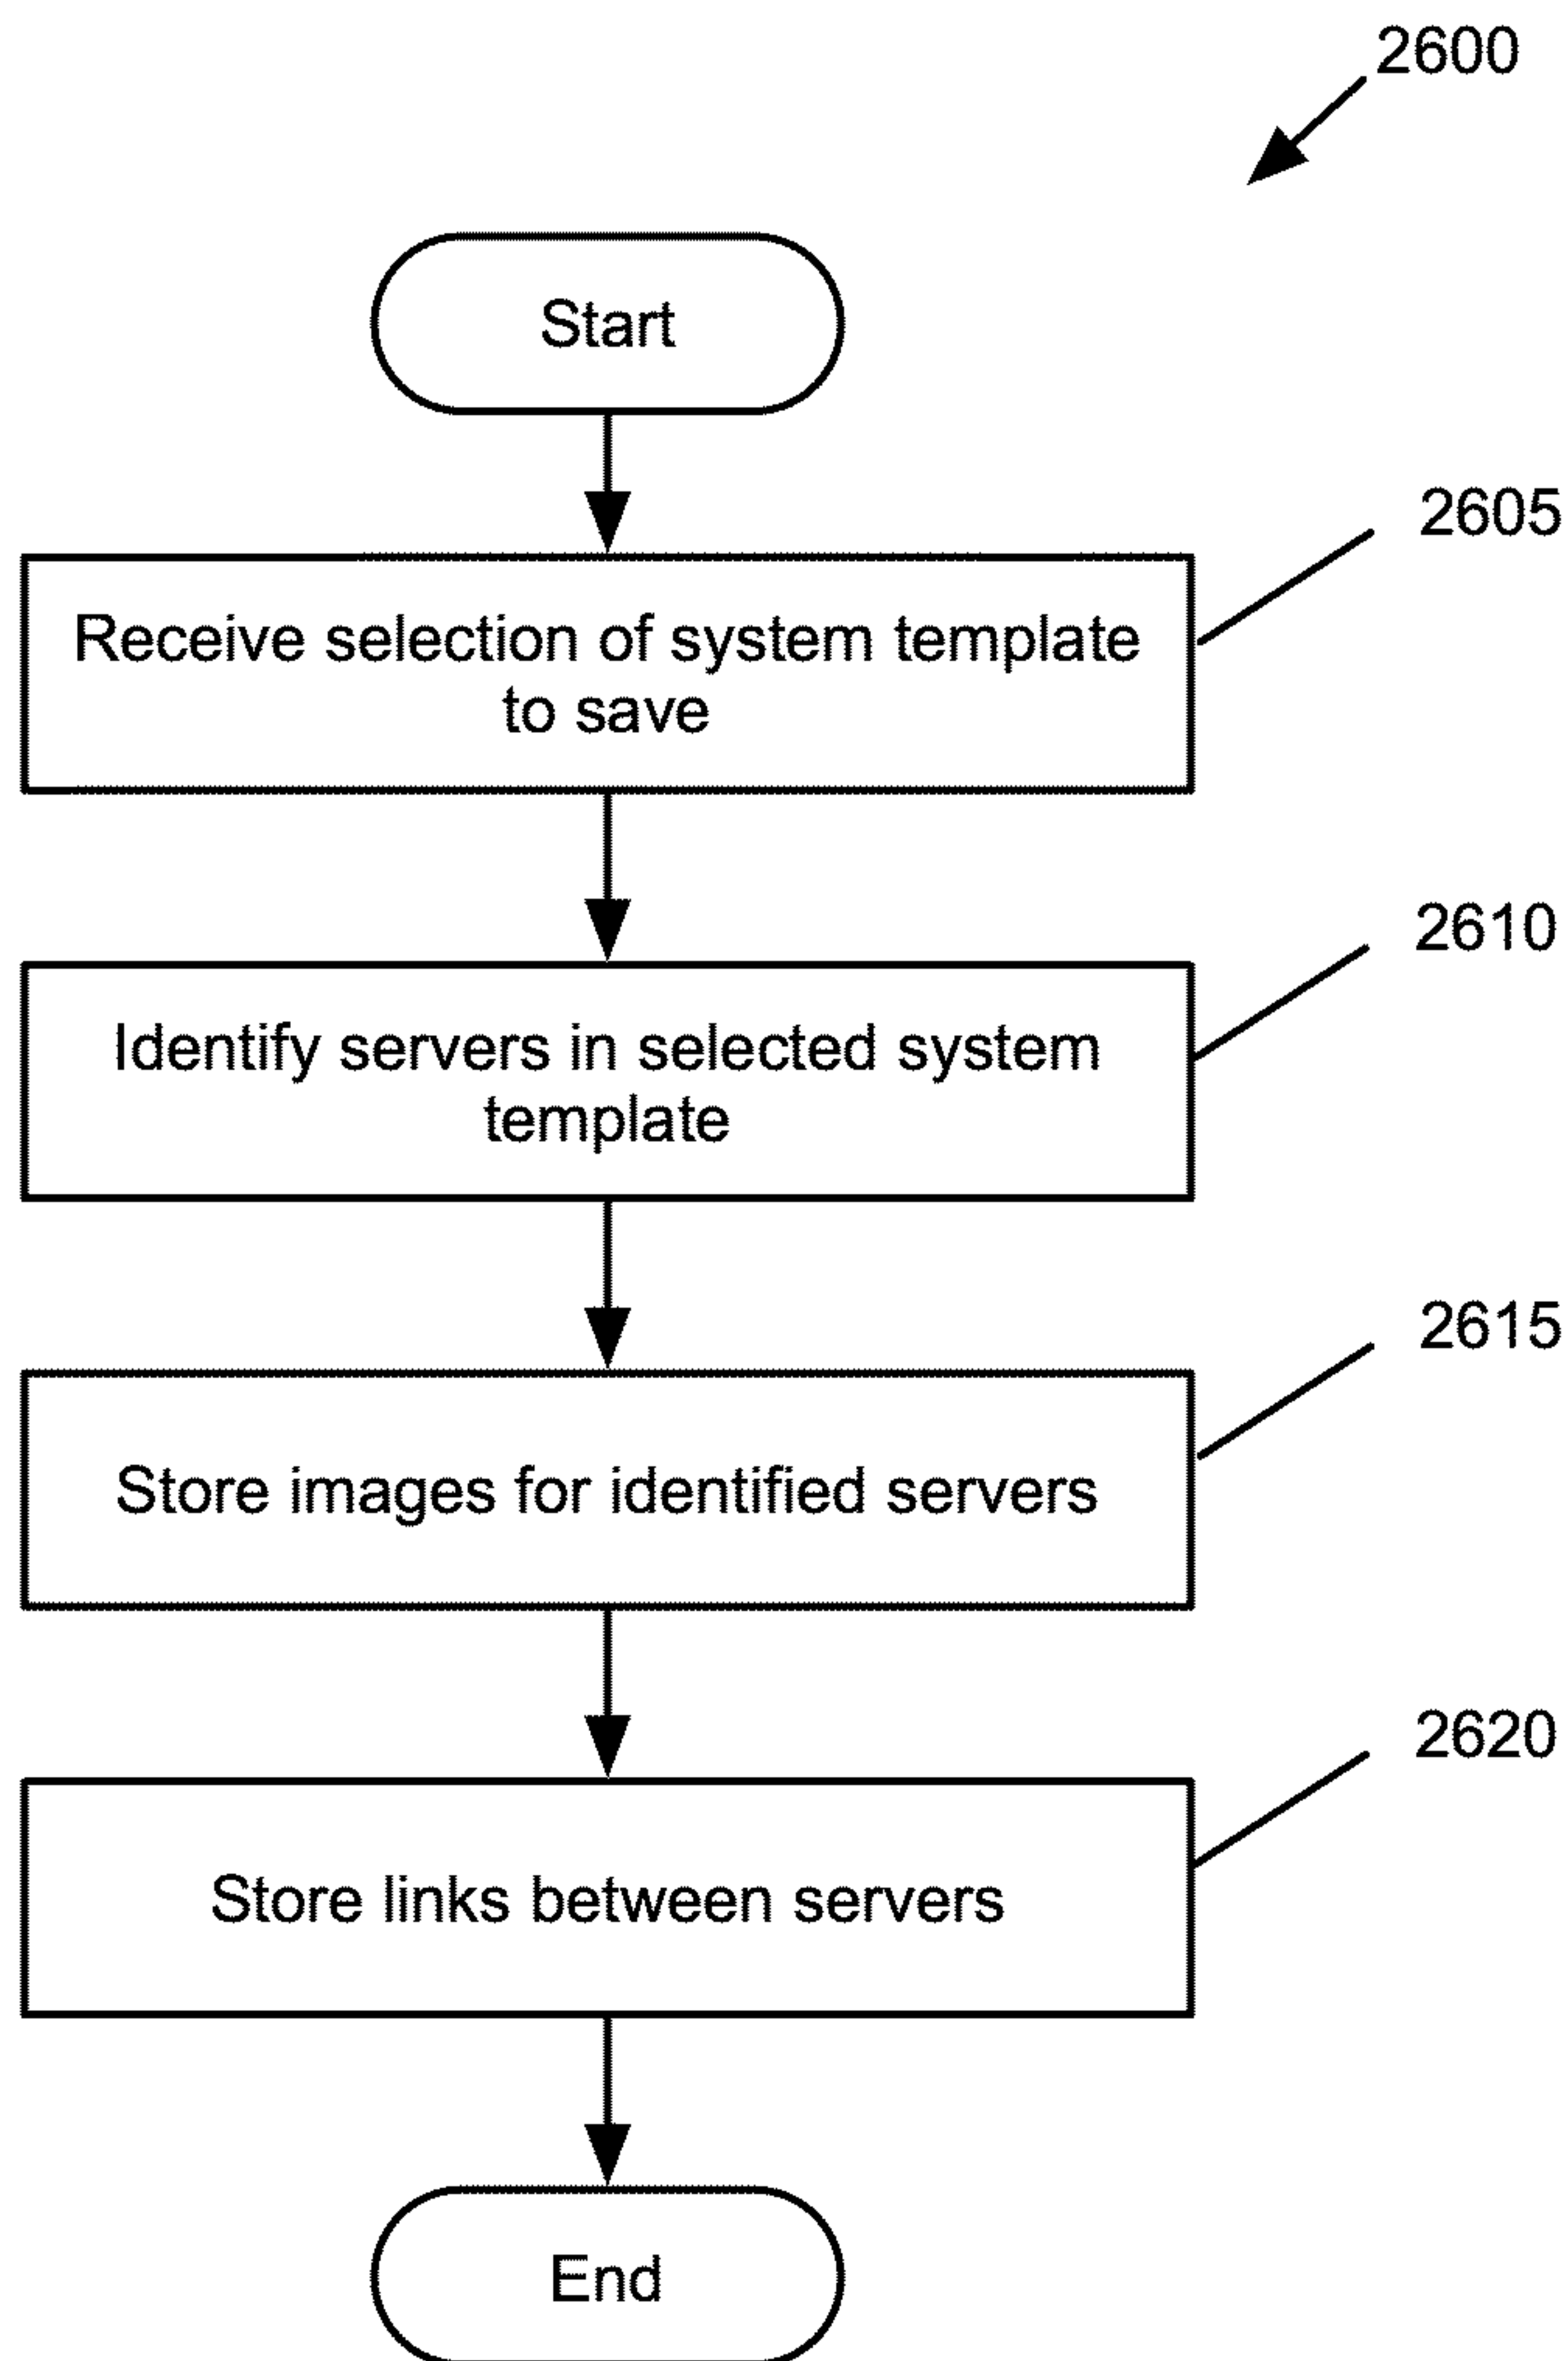 2600
Start
2605
Receive selection of system template
to save
2610
Identify servers in selected system
template
2615
Store images for identified servers
2620
Store links between servers
End